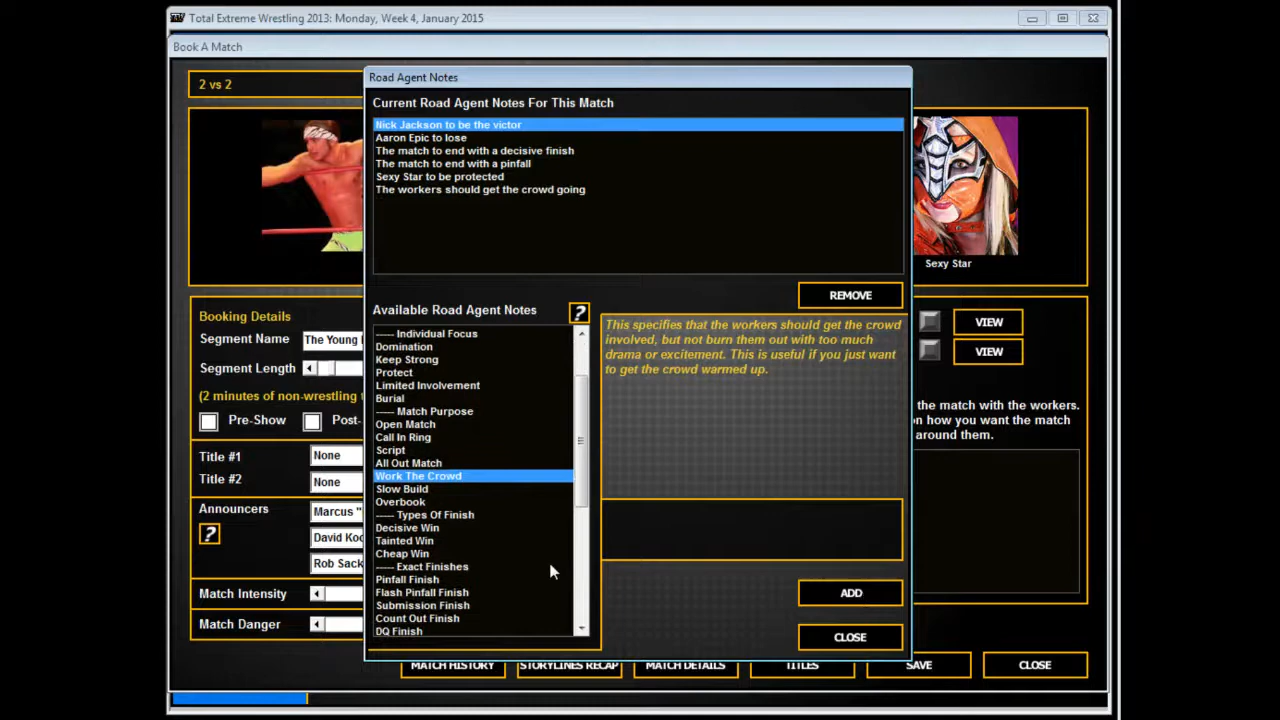 Total Extreme Wrestling 2013: Monday, Week 4, January 2015
Book A Match
2 vs 2
Road Agent Notes
Current Road Agent Notes For This Match
Nick Jackson to be the victor
Aaron Epic to lose
The match to end with a decisive finish
The match to end with a pinfall
Sexy Star to be protected
The workers should get the crowd going
Sexy Star
REMOVE
Available Road Agent Notes
?
----- Individual Focus
Domination
Keep Strong
Protect
Limited Involvement
Burial
----- Match Purpose
Open Match
Call In Ring
Script
All Out Match
Work The Crowd
Slow Build
Overbook
----- Types Of Finish
Decisive Win
Tainted Win
Cheap Win
----- Exact Finishes
Pinfall Finish
Flash Pinfall Finish
Submission Finish
Count Out Finish
DQ Finish
This specifies that the workers should get the crowd
involved, but not burn them out with too much
drama or excitement. This is useful if you just want
to get the crowd warmed up.
ADD
CLOSE
Booking Details
Segment Name
The Young
Segment Length
(2 minutes of non-wrestling
Pre-Show
Post-
Title #1
None
Title #2
None
Announcers
Marcus "
?
David Koo
Rob Sack
Match Intensity
Match Danger
VIEW
VIEW
the match with the workers.
on how you want the match
around them.
MATCH HISTORY
STORYLINES RECAP
MATCH DETAILS
TITLES
SAVE
CLOSE